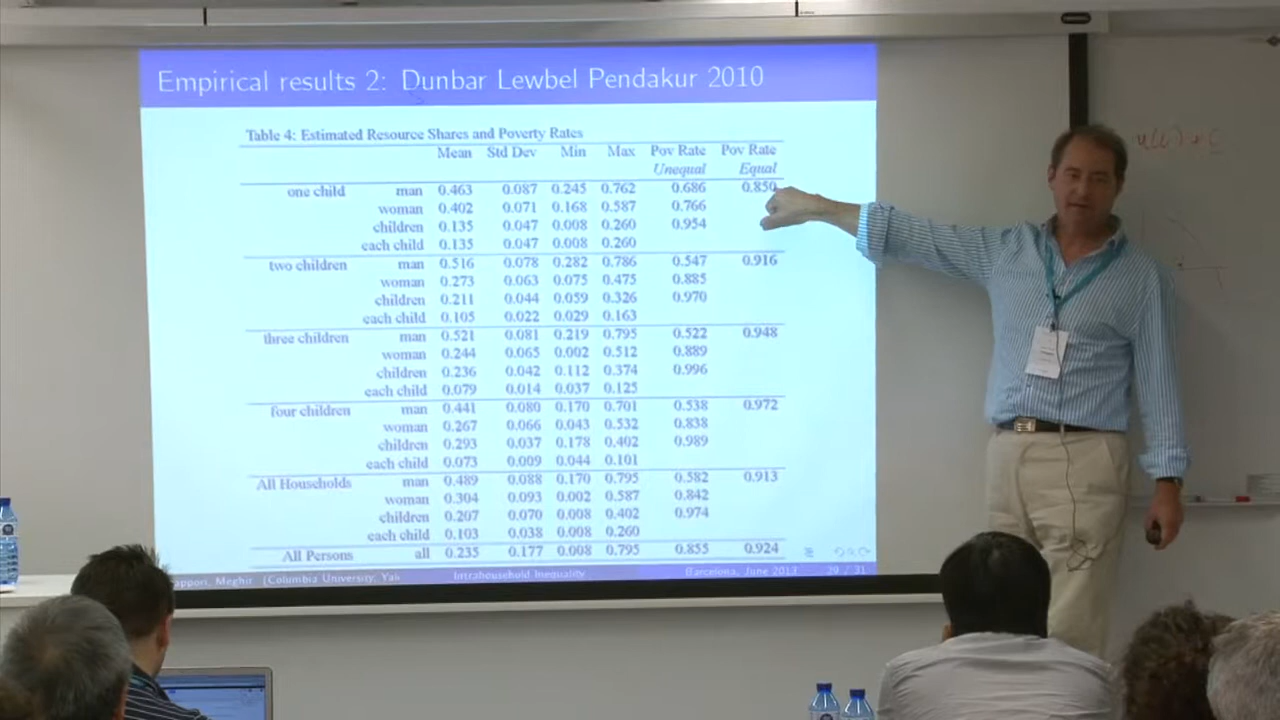 Empirical results 2: Dunbar Lewbel Pendakur 2010
Table 4: Estimated Resource Shares and Poverty Rates
Mean Std Dev Min Max Pov Rate Pov Rate
Unequal Equal
one child man 0.463 0.087 0.245 0.762 0.686 0.850
woman 0.402 0.071 0.168 0.587 0.766
children 0.135 0.047 0.008 0.260 0.954
each child 0.135 0.047 0.008 0.260
two children man 0.516 0.078 0.282 0.786 0.547 0.916
woman 0.273 0.063 0.075 0.475 0.885
children 0.211 0.044 0.059 0.326 0.970
each child 0.105 0.022 0.029 0.163
three children man 0.521 0.081 0.219 0.795 0.522 0.948
woman 0.244 0.065 0.002 0.512 0.889
children 0.236 0.042 0.112 0.374 0.996
each child 0.079 0.014 0.037 0.125
four children man 0.441 0.080 0.170 0.701 0.538 0.972
woman 0.267 0.066 0.043 0.532 0.838
children 0.293 0.037 0.178 0.402 0.989
each child 0.073 0.009 0.044 0.101
All Households man 0.489 0.088 0.170 0.795 0.582 0.913
woman 0.304 0.093 0.002 0.587 0.842
children 0.207 0.070 0.008 0.402 0.974
each child 0.103 0.038 0.008 0.260
All Persons all 0.235 0.177 0.008 0.795 0.855 0.924
appori, Meghir (Columbia University, Yal Intrahousehold Inequality Barcelona, June 2013 29 / 31